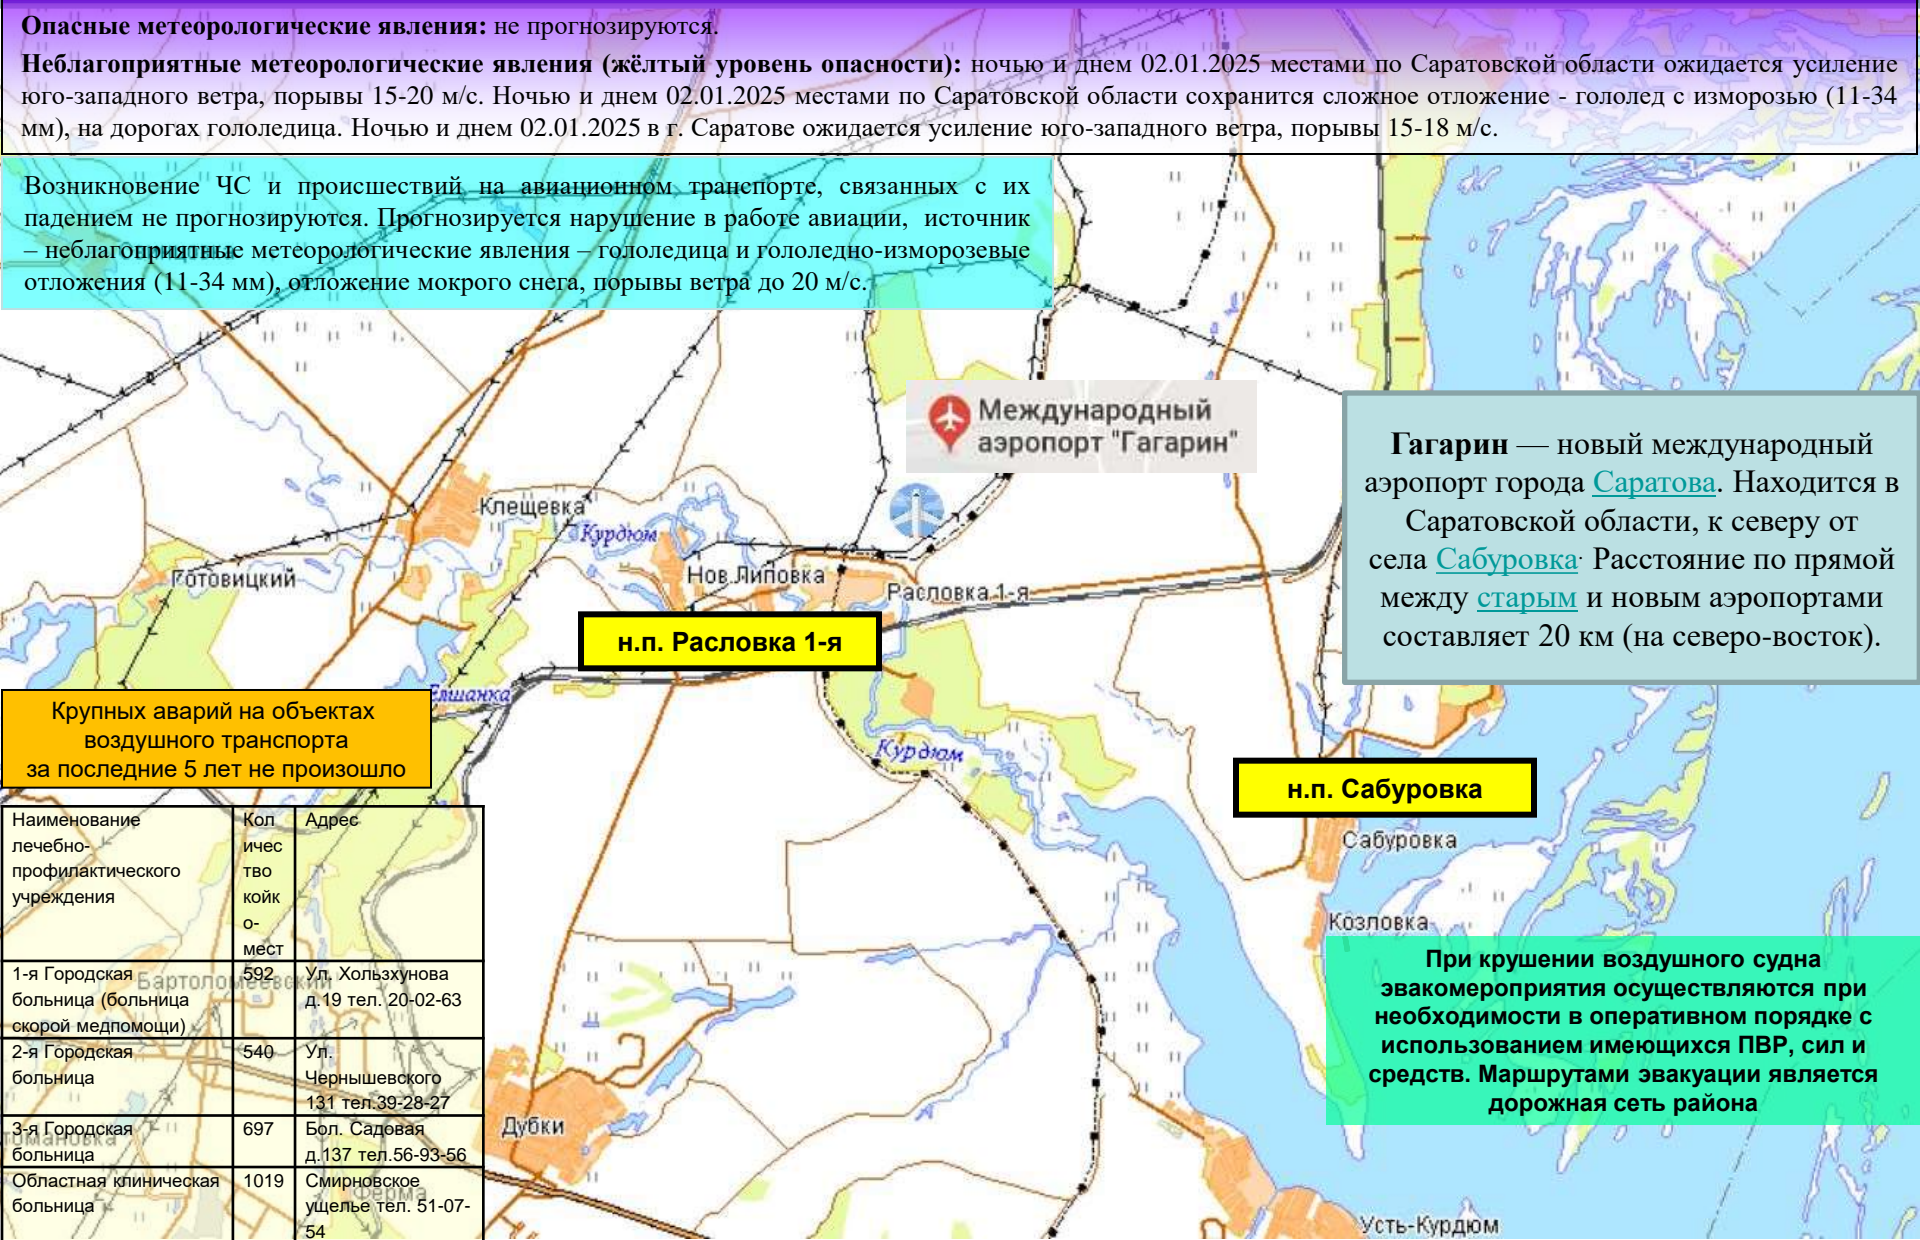 Опасные метеорологические явления: не прогнозируются.
Неблагоприятные метеорологические явления (жёлтый уровень опасности): ночью и днем 02.01.2025 местами по Саратовской области ожидается усиление
юго-западного ветра, порывы 15-20 м/с. Ночью и днем 02.01.2025 местами по Саратовской области сохранится сложное отложение - гололед с изморозью (11-34
мм), на дорогах гололедица. Ночью и днем 02.01.2025 в г. Саратове ожидается усиление юго-западного ветра, порывы 15-18 м/с.
Возникновение ЧС и происшествий на авиационном транспорте, связанных с их
падением не прогнозируются. Прогнозируется нарушение в работе авиации, источник
– неблагоприятные метеорологические явления – гололедица и гололедно-изморозевые
отложения (11-34 мм), отложение мокрого снега, порывы ветра до 20 м/с.
Международный
аэропорт "Гагарин"
Гагарин — новый международный
аэропорт города Саратова. Находится в
Саратовской области, к северу от
села Сабуровка. Расстояние по прямой
между старым и новым аэропортами
составляет 20 км (на северо-восток).
Клещевка
Курдюм
Готовицкий
Нов.Липовка
Расловка 1-я
н.п. Расловка 1-я
Елшанка
Курдюм
Крупных аварий на объектах
воздушного транспорта
за последние 5 лет не произошло
н.п. Сабуровка
Сабуровка
Козловка
Наименование
лечебно-
профилактического
учреждения
Кол
ичес
тво
койк
о-
мест
Адрес
1-я Городская
больница (больница
скорой медпомощи)
592
Ул. Хользхунова
д.19 тел. 20-02-63
2-я Городская
больница
540
Ул.
Чернышевского
131 тел.39-28-27
3-я Городская
больница
697
Бол. Садовая
д.137 тел.56-93-56
Областная клиническая
больница
1019
Смирновское
ущелье тел. 51-07-
54
Бартоломеевский
Ферма
Дубки
При крушении воздушного судна
эвакомероприятия осуществляются при
необходимости в оперативном порядке с
использованием имеющихся ПВР, сил и
средств. Маршрутами эвакуации является
дорожная сеть района
Усть-Курдюм